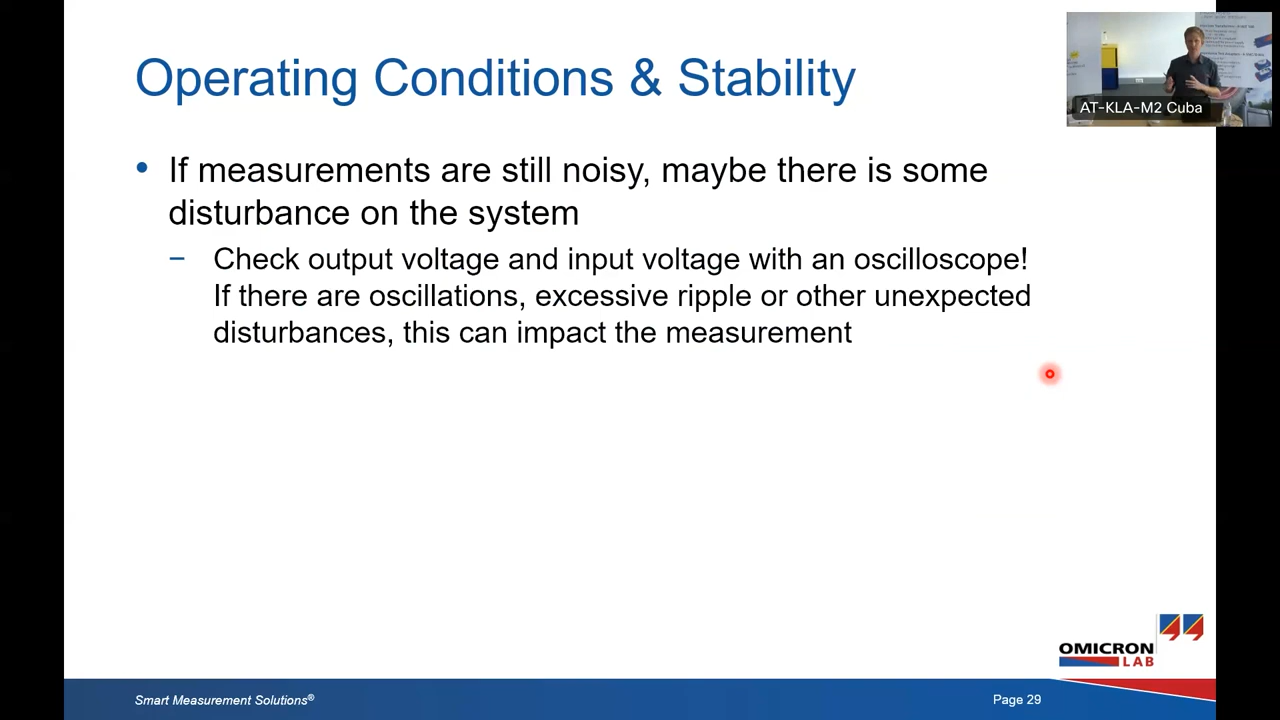 Operating Conditions & Stability
AT-KLA-M2 Cuba
• If measurements are still noisy, maybe there is some
disturbance on the system
– Check output voltage and input voltage with an oscilloscope!
If there are oscillations, excessive ripple or other unexpected
disturbances, this can impact the measurement
OMICRON
LAB
Smart Measurement Solutions®
Page 29